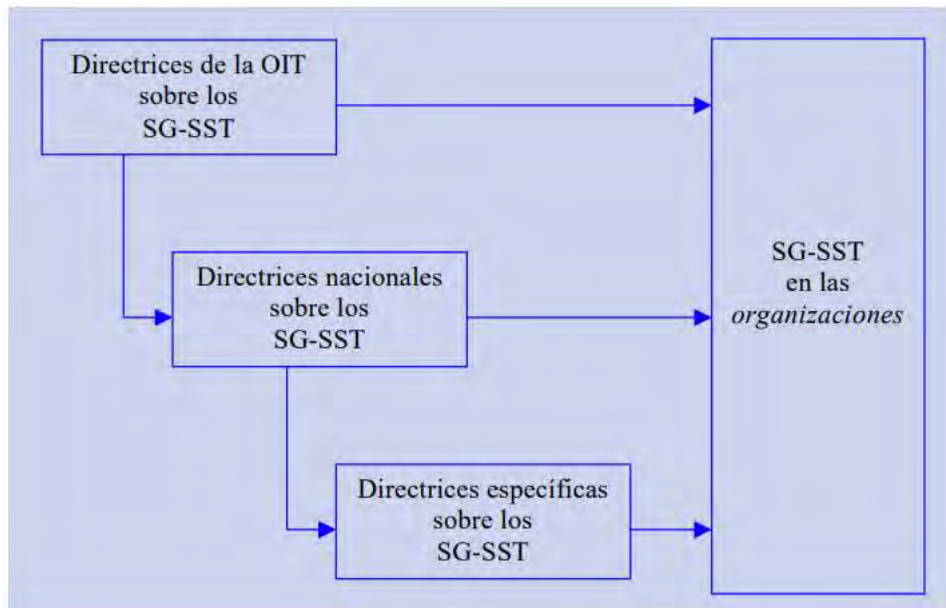 Directrices de la OIT
sobre los
SG-SST
Directrices nacionales
sobre los
SG-SST
SG-SST
en las
organizaciones
Directrices específicas
sobre los
SG-SST